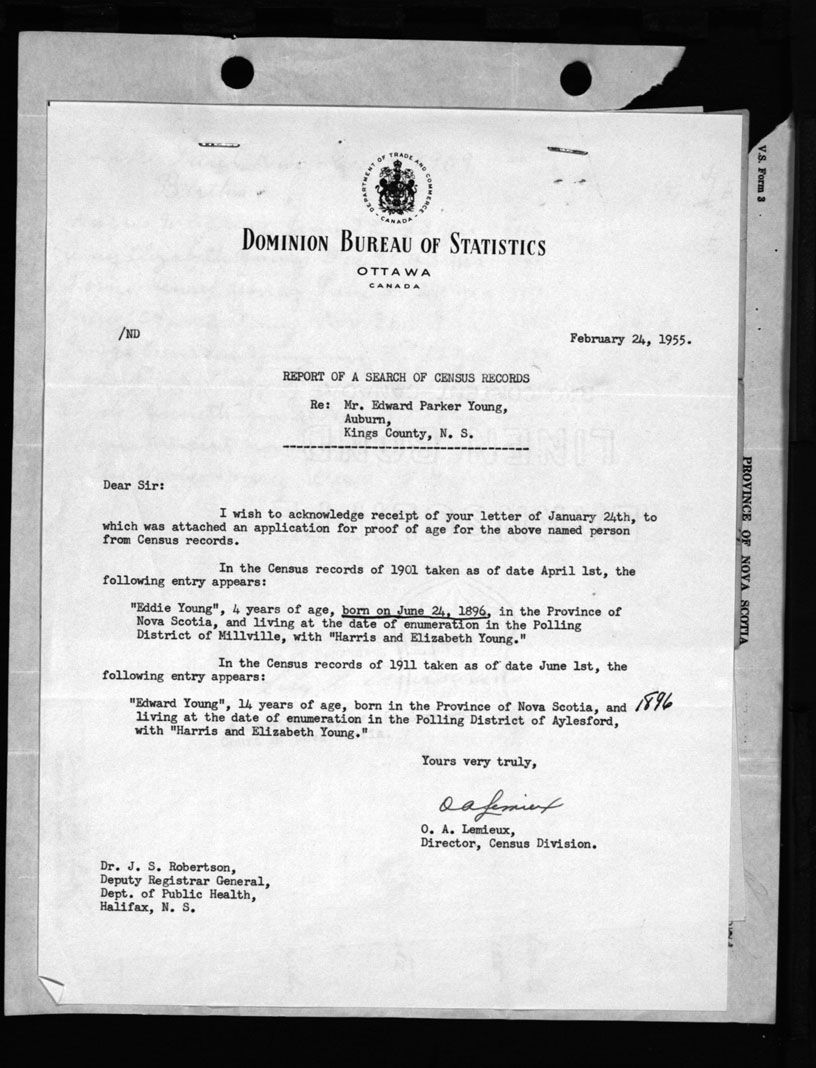 V.S. Form 3
DEPARTMENT OF TRADE AND COMMERCE
- CANADA -
DOMINION BUREAU OF STATISTICS
OTTAWA
CANADA
/ND
February 24, 1955.
REPORT OF A SEARCH OF CENSUS RECORDS
Re: Mr. Edward Parker Young,
Auburn,
Kings County, N. S.
Dear Sir:
I wish to acknowledge receipt of your letter of January 24th, to
which was attached an application for proof of age for the above named person
from Census records.
In the Census records of 1901 taken as of date April 1st, the
following entry appears:
"Eddie Young", 4 years of age, born on June 24, 1896, in the Province of
Nova Scotia, and living at the date of enumeration in the Polling
District of Millville, with "Harris and Elizabeth Young."
In the Census records of 1911 taken as of date June 1st, the
following entry appears:
"Edward Young", 14 years of age, born in the Province of Nova Scotia, and 1896
living at the date of enumeration in the Polling District of Aylesford,
with "Harris and Elizabeth Young."
Yours very truly,
O A Lemieux
O. A. Lemieux,
Director, Census Division.
Dr. J. S. Robertson,
Deputy Registrar General,
Dept. of Public Health,
Halifax, N. S.
PROVINCE OF NOVA SCOTIA